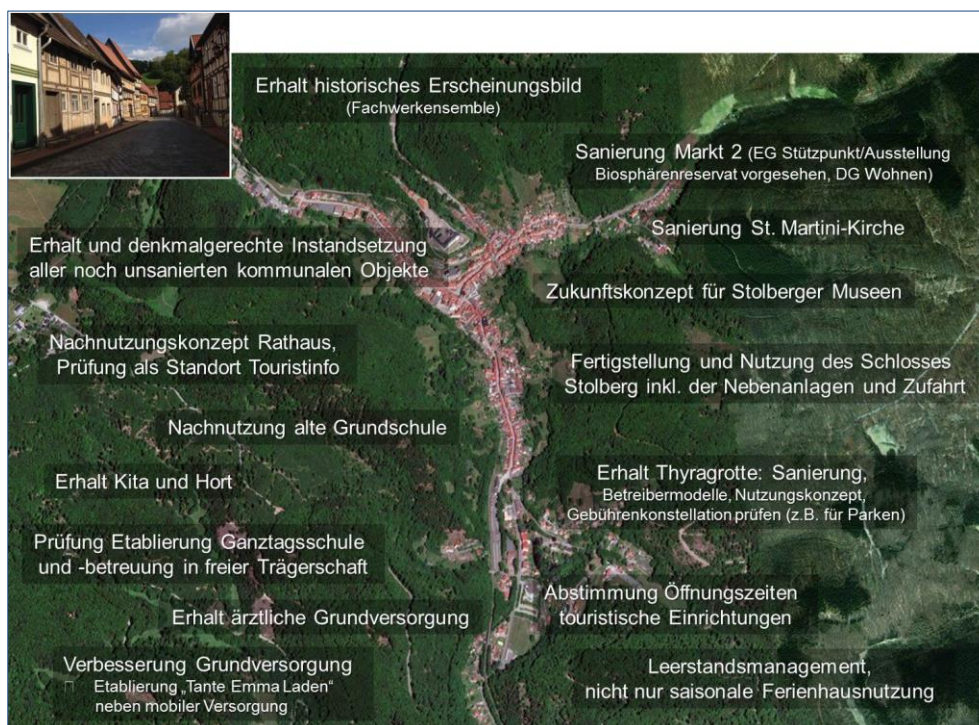 Erhalt historisches Erscheinungsbild
(Fachwerkensemble)
Sanierung Markt 2 (EG Stützpunkt/Ausstellung
Biosphärenreservat vorgesehen, DG Wohnen)
Sanierung St. Martini-Kirche
Erhalt und denkmalgerechte Instandsetzung
aller noch unsanierten kommunalen Objekte
Zukunftskonzept für Stolberger Museen
Nachnutzungskonzept Rathaus,
Prüfung als Standort Touristinfo
Fertigstellung und Nutzung des Schlosses
Stolberg inkl. der Nebenanlagen und Zufahrt
Nachnutzung alte Grundschule
Erhalt Kita und Hort
Erhalt Thyragrotte: Sanierung,
Betreibermodelle, Nutzungskonzept,
Gebührenkonstellation prüfen (z.B. für Parken)
Prüfung Etablierung Ganztagsschule
und -betreuung in freier Trägerschaft
Abstimmung Öffnungszeiten
touristische Einrichtungen
Erhalt ärztliche Grundversorgung
Verbesserung Grundversorgung
Etablierung „Tante Emma Laden“
neben mobiler Versorgung
Leerstandsmanagement,
nicht nur saisonale Ferienhausnutzung